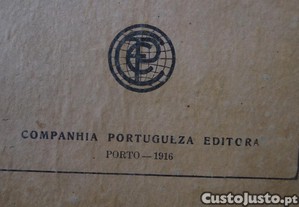 COMPANHIA PORTUGUEZA EDITORA
PORTO — 1916
CustoJusto.pt